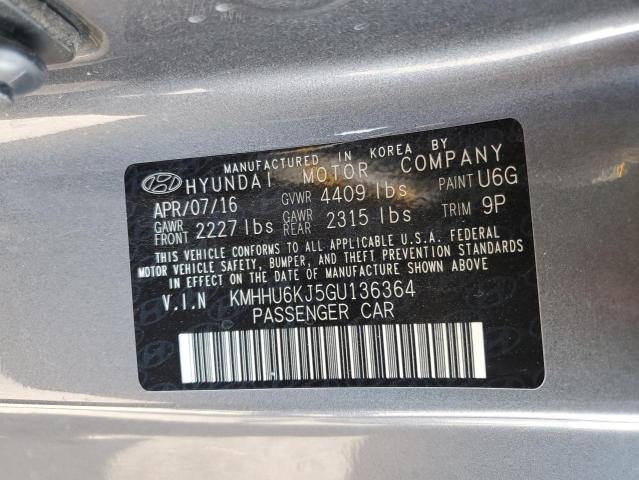 MANUFACTURED IN KOREA BY
HYUNDAI MOTOR COMPANY
APR/07/16 GVWR 4409 lbs PAINT U6G
GAWR FRONT 2227 lbs GAWR REAR 2315 lbs TRIM 9P
THIS VEHICLE CONFORMS TO ALL APPLICABLE U.S.A. FEDERAL
MOTOR VEHICLE SAFETY, BUMPER, AND THEFT PREVENTION STANDARDS
IN EFFECT ON THE DATE OF MANUFACTURE SHOWN ABOVE
V.I.N KMHHU6KJ5GU136364
PASSENGER CAR